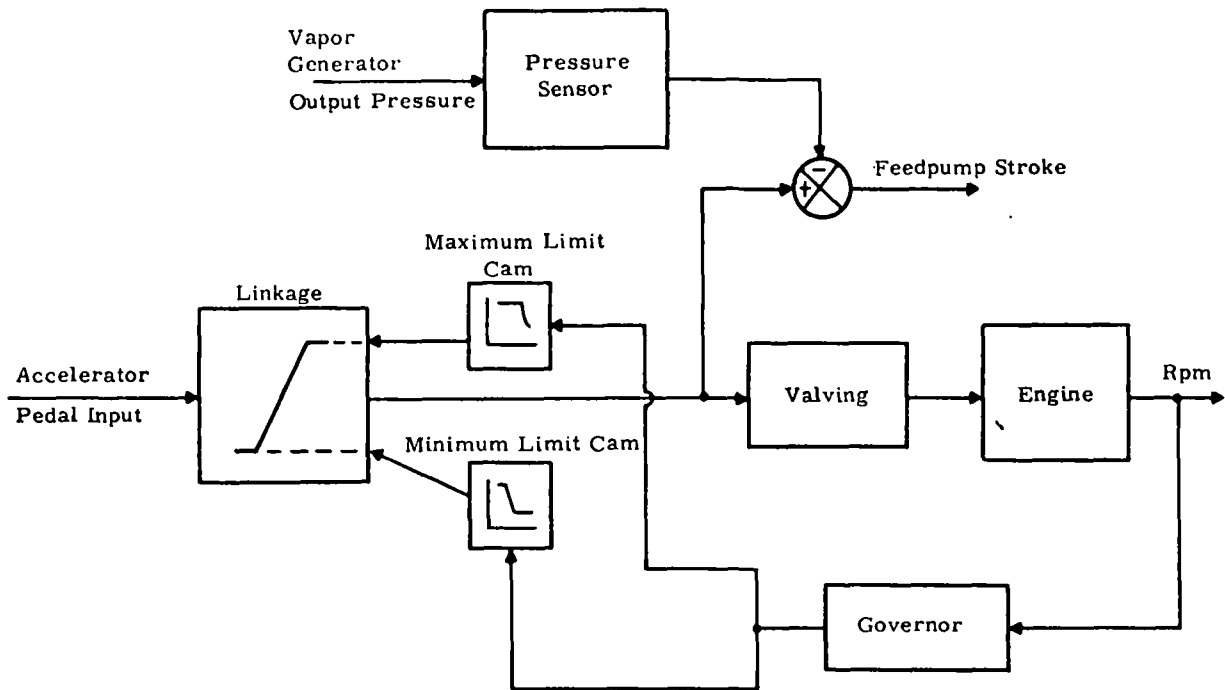 Vapor
Generator
Output Pressure
Pressure
Sensor
−
+
Feedpump Stroke
Maximum Limit
Cam
Linkage
Accelerator
Pedal Input
Valving
Engine
Rpm
Minimum Limit Cam
Governor